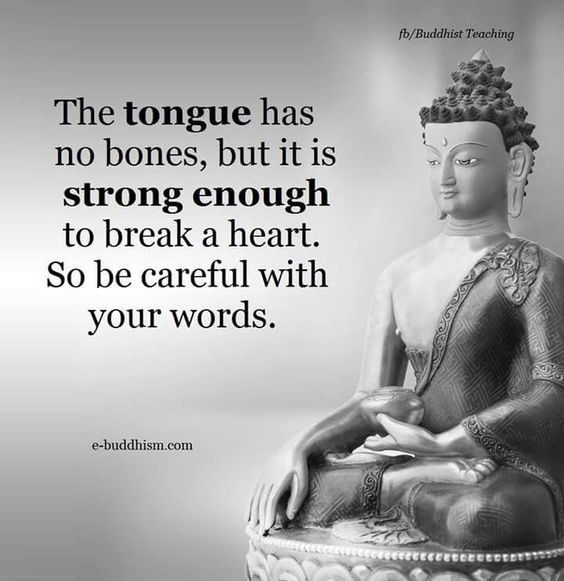 fb/Buddhist Teaching
The tongue has
no bones, but it is
strong enough
to break a heart.
So be careful with
your words.
e-buddhism.com